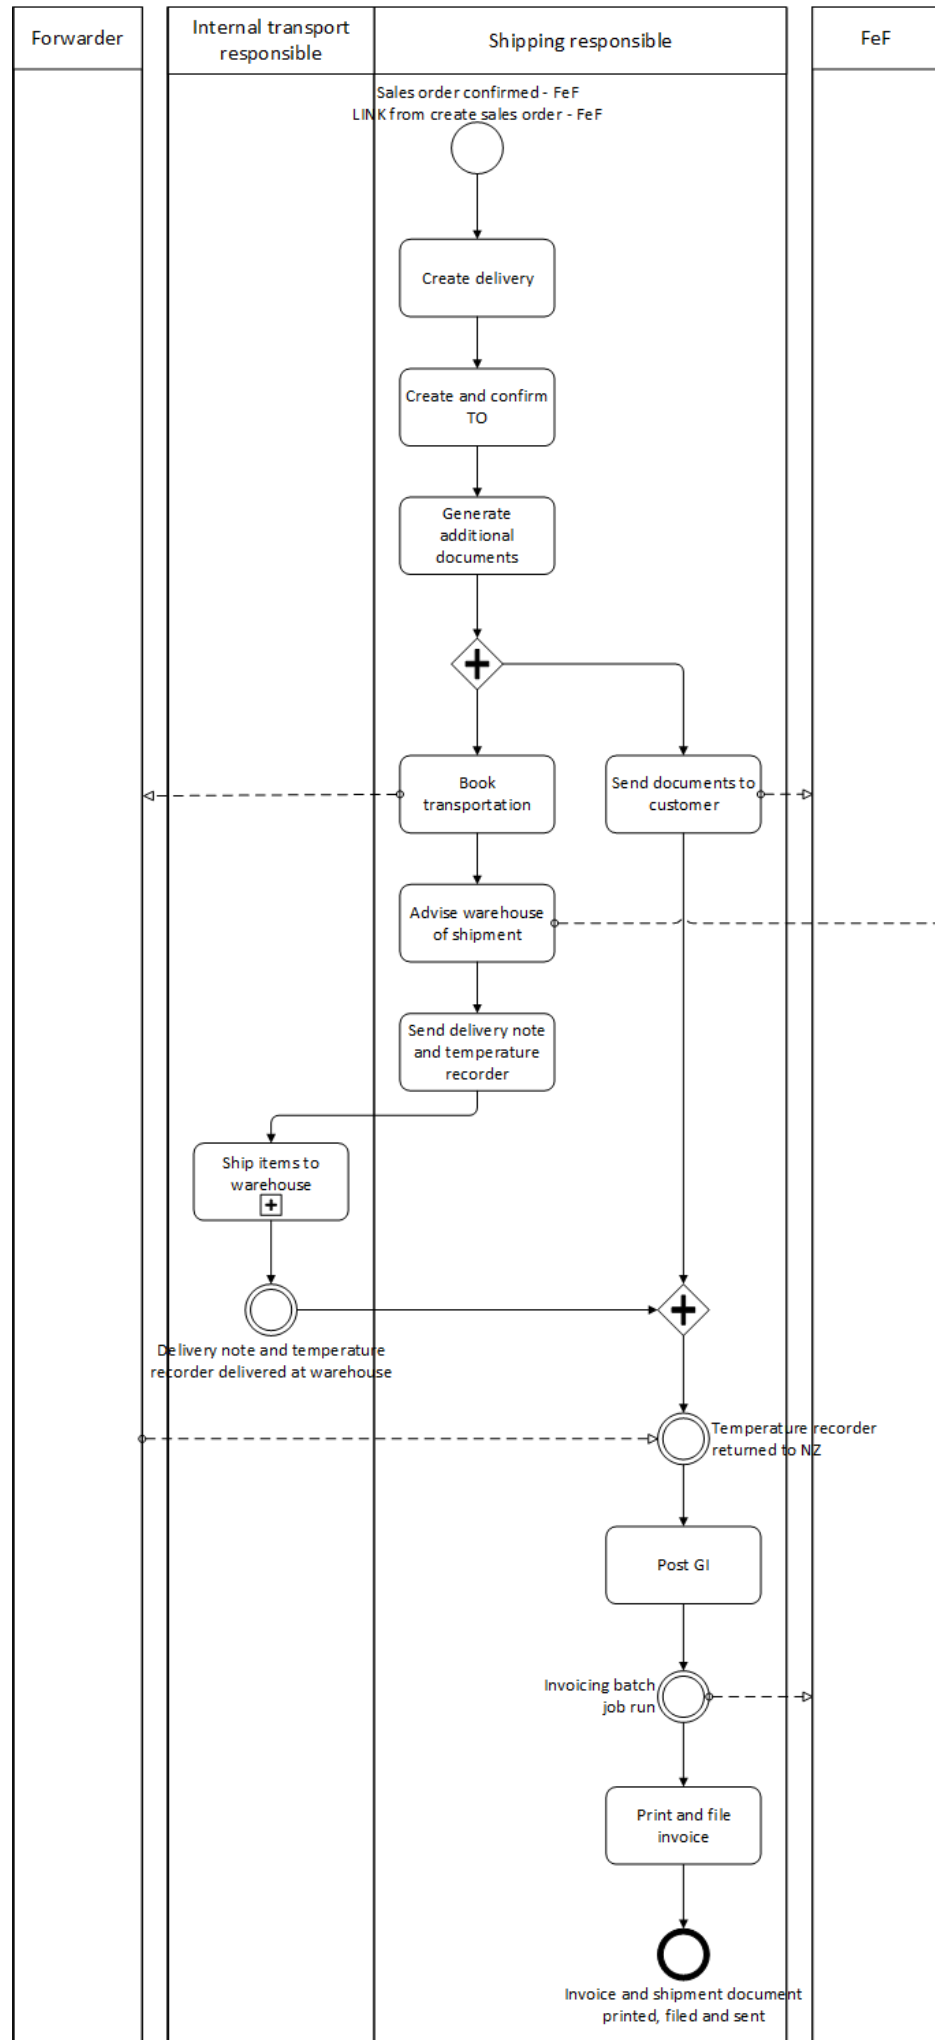 Forwarder
Internal transport
responsible
Shipping responsible
FeF
Sales order confirmed - FeF
LINK from create sales order - FeF
Create delivery
Create and confirm
TO
Generate
additional
documents
Book
transportation
Send documents to
customer
Advise warehouse
of shipment
Send delivery note
and temperature
recorder
Ship items to
warehouse
Delivery note and temperature
recorder delivered at warehouse
Temperature recorder
returned to NZ
Post GI
Invoicing batch
job run
Print and file
invoice
Invoice and shipment document
printed, filed and sent